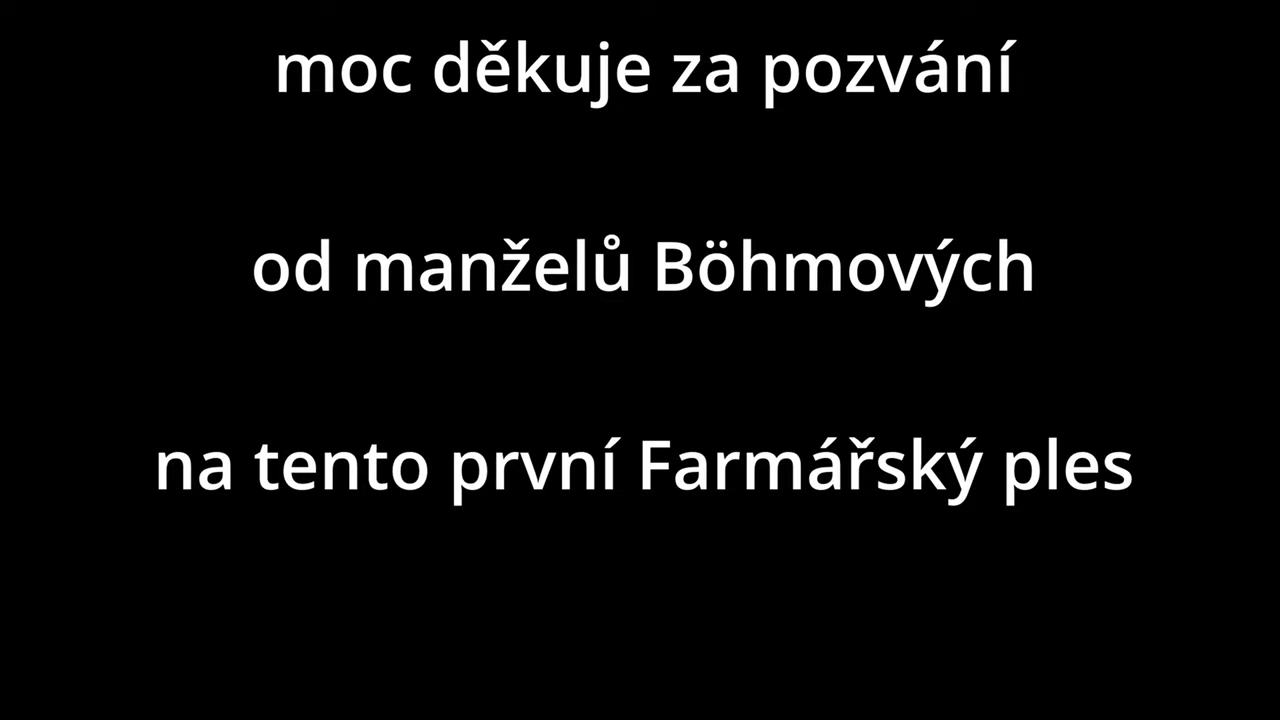 moc děkuje za pozvání
od manželů Böhmových
na tento první Farmářský ples